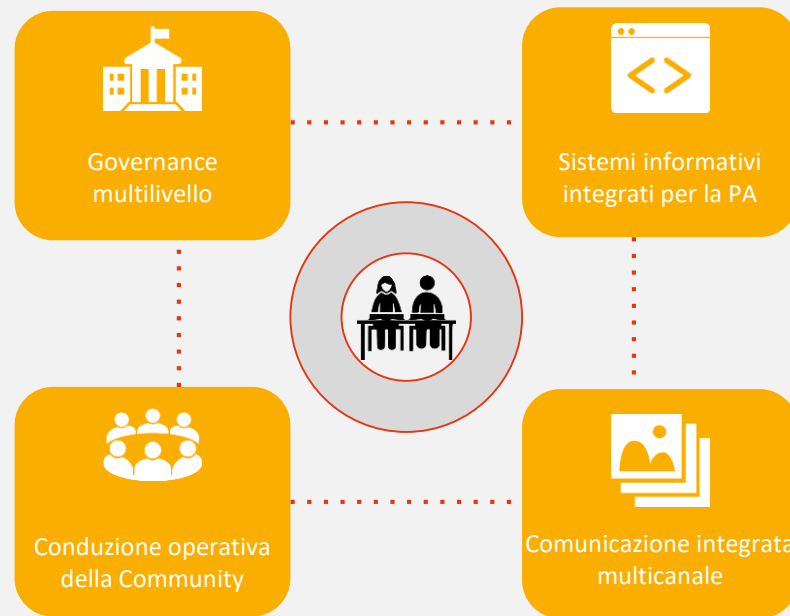 Governance
multilivello
Sistemi informativi
integrati per la PA
Conduzione operativa
della Community
Comunicazione integrata
multicanale